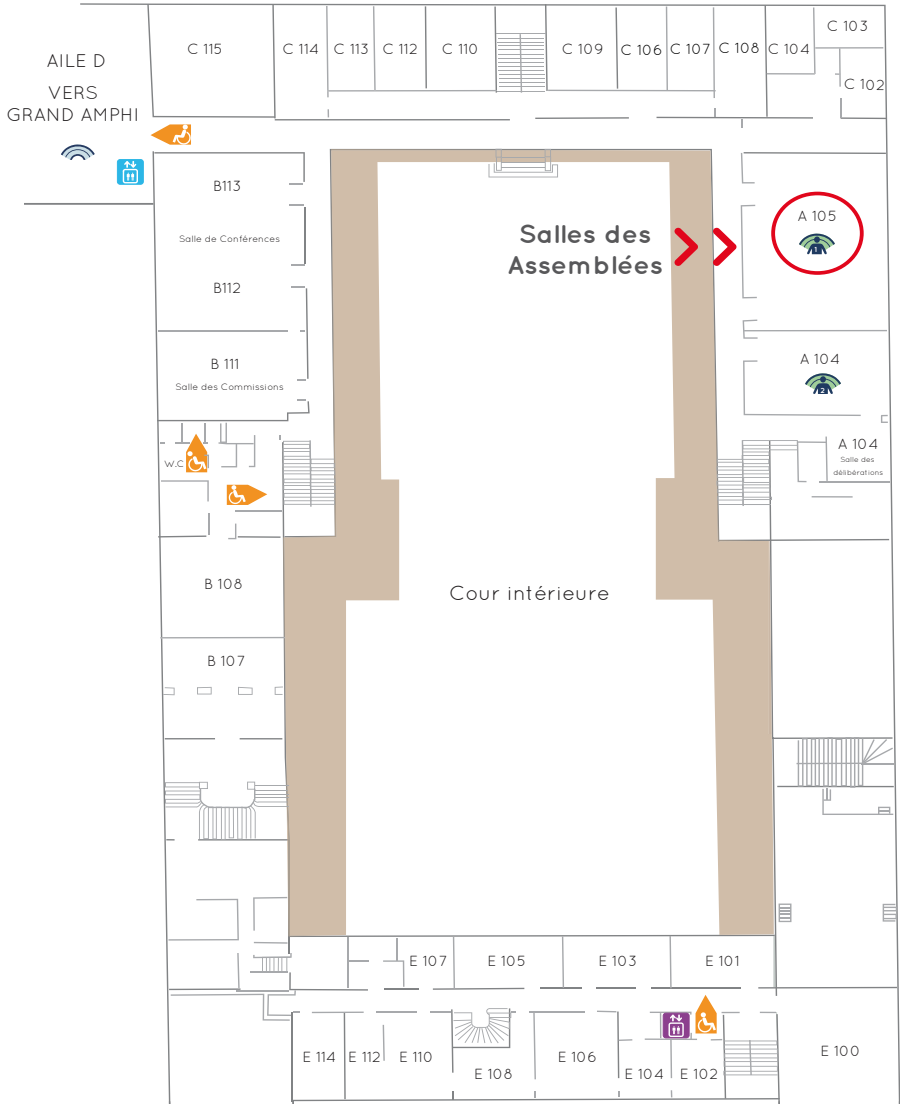 C 115
C 114
C 113
C 112
C 110
C 109
C 106
C 107
C 108
C 104
C 103
C 102
AILE D
VERS
GRAND AMPHI
B113
Salle de Conférences
B112
B 111
Salle des Commissions
W.C
B 108
B 107
Salles des
Assemblées
A 105
1
A 104
2
A 104
Salle des
délibérations
Cour intérieure
E 107
E 105
E 103
E 101
E 114
E 112
E 110
E 108
E 106
E 104
E 102
E 100